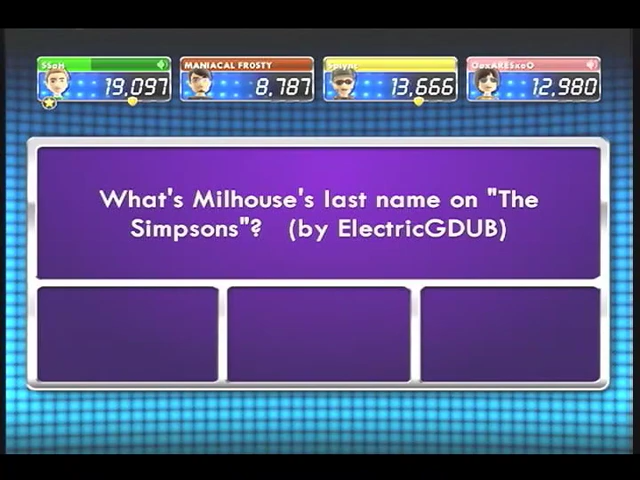 SSoH
MANIACAL FROSTY
OoxARESxoO
19,097
8,787
13,666
12,980
What's Milhouse's last name on "The
Simpsons"? (by ElectricGDUB)